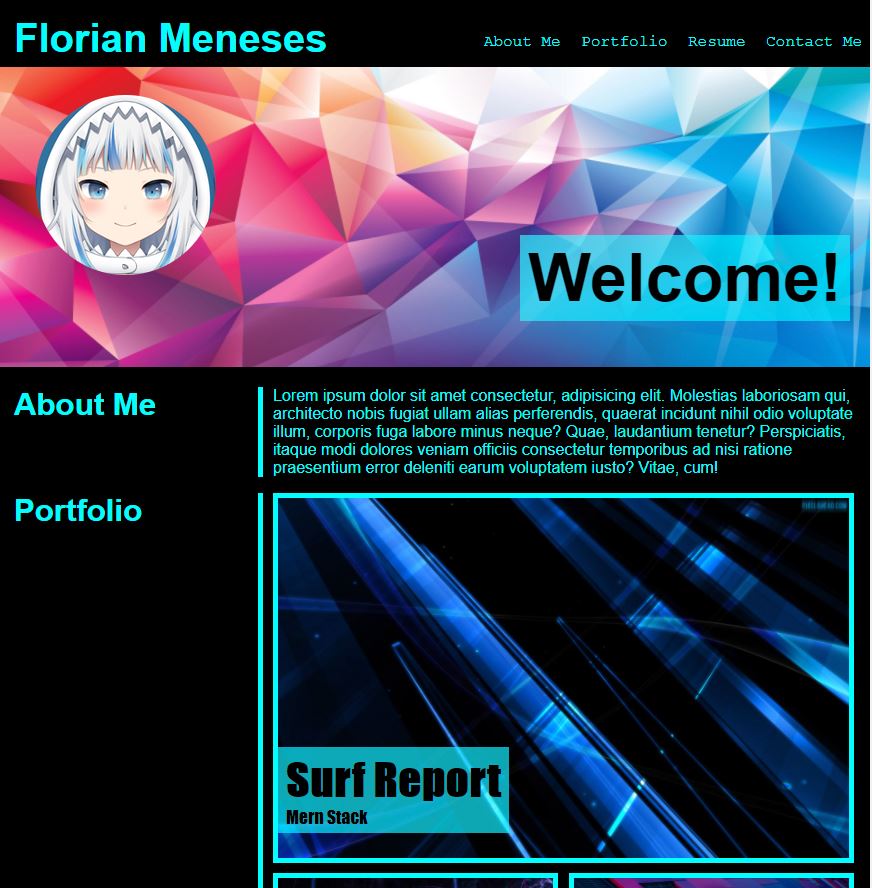 Florian Meneses
About Me Portfolio Resume Contact Me
Welcome!
About Me
Lorem ipsum dolor sit amet consectetur, adipisicing elit. Molestias laboriosam qui,
architecto nobis fugiat ullam alias perferendis, quaerat incidunt nihil odio voluptate
illum, corporis fuga labore minus neque? Quae, laudantium tenetur? Perspiciatis,
itaque modi dolores veniam officiis consectetur temporibus ad nisi ratione
praesentium error deleniti earum voluptatem iusto? Vitae, cum!
Portfolio
Surf Report
Mern Stack